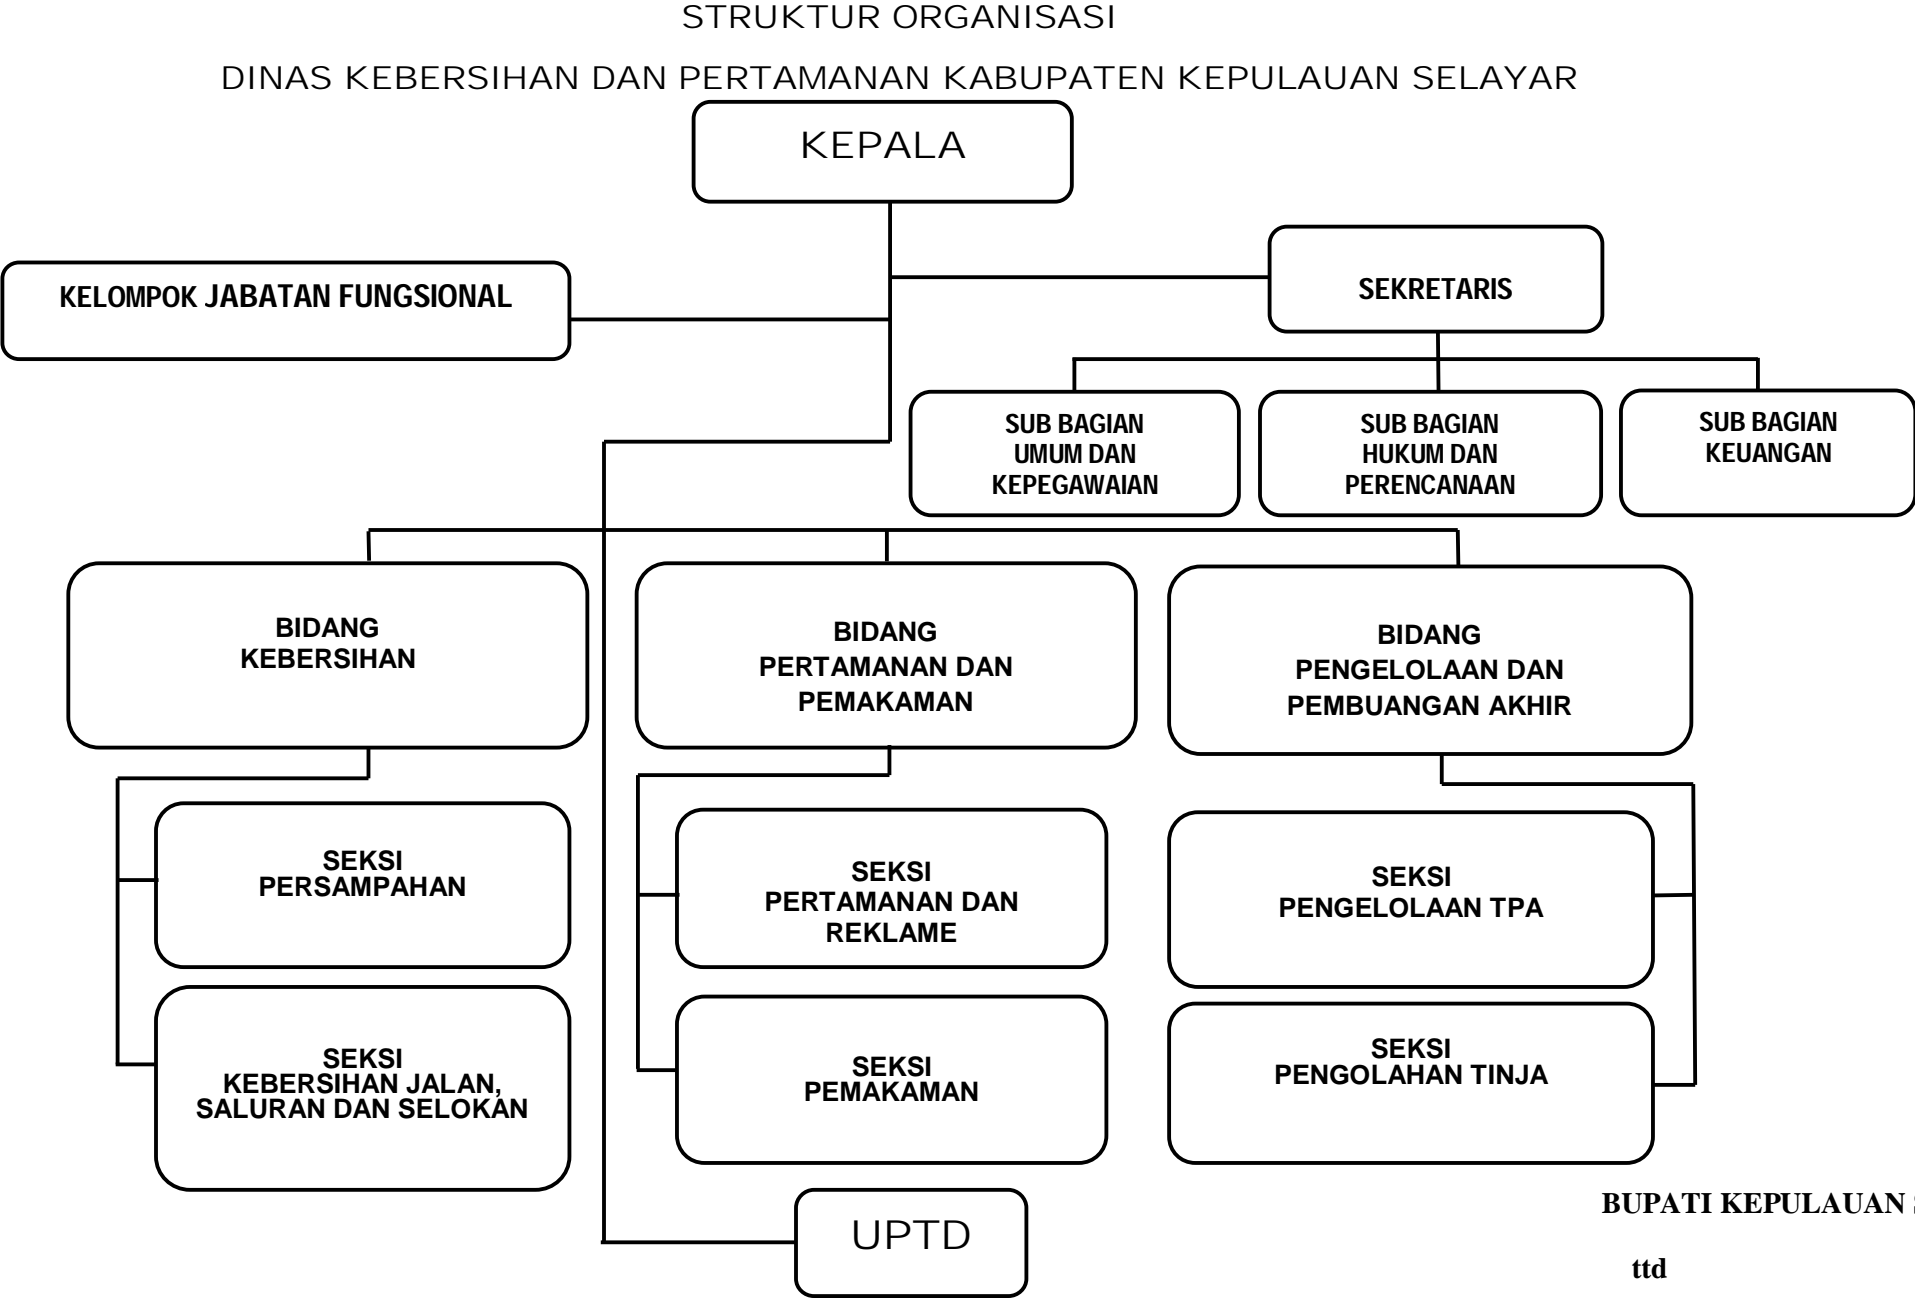 STRUKTUR ORGANISASI
DINAS KEBERSIHAN DAN PERTAMANAN KABUPATEN KEPULAUAN SELAYAR
KEPALA
KELOMPOK JABATAN FUNGSIONAL
SEKRETARIS
SUB BAGIAN
UMUM DAN
KEPEGAWAIAN
SUB BAGIAN
HUKUM DAN
PERENCANAAN
SUB BAGIAN
KEUANGAN
BIDANG
KEBERSIHAN
BIDANG
PERTAMANAN DAN
PEMAKAMAN
BIDANG
PENGELOLAAN DAN
PEMBUANGAN AKHIR
SEKSI
PERSAMPAHAN
SEKSI
PERTAMANAN DAN
REKLAME
SEKSI
PENGELOLAAN TPA
SEKSI
KEBERSIHAN JALAN,
SALURAN DAN SELOKAN
SEKSI
PEMAKAMAN
SEKSI
PENGOLAHAN TINJA
UPTD
BUPATI KEPULAUAN
ttd